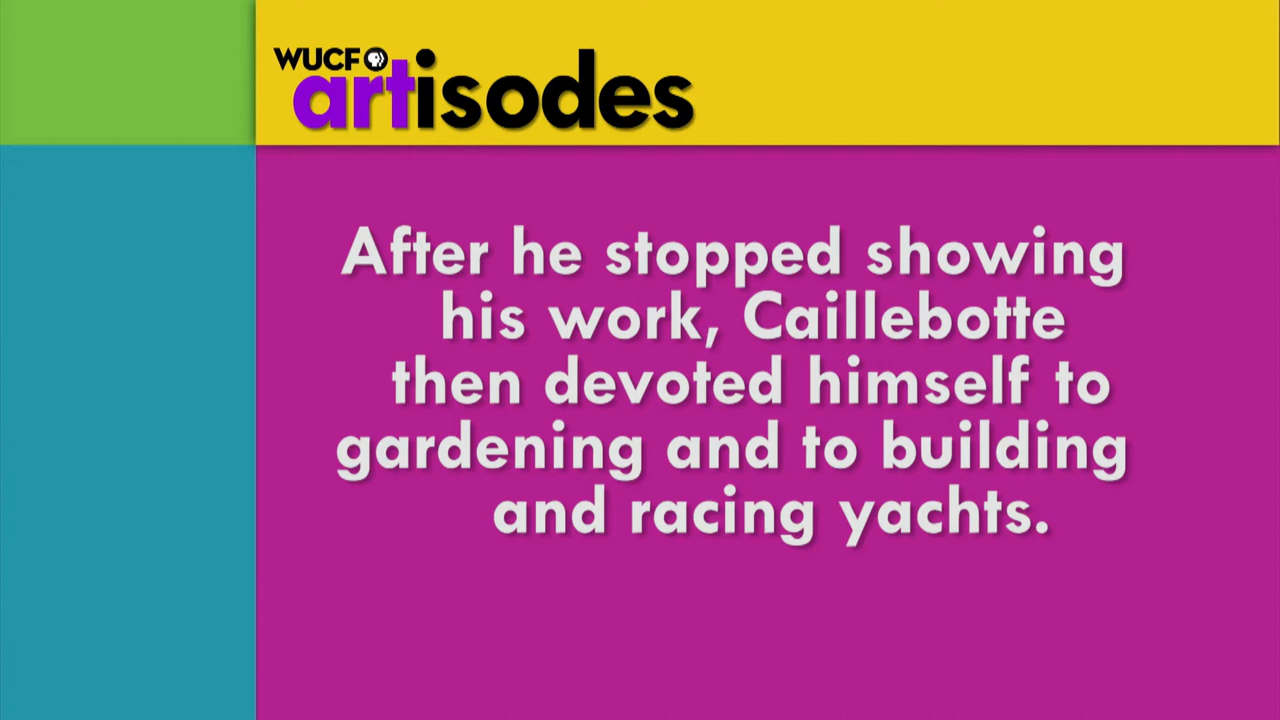 WUCF
artisodes
After he stopped showing
his work, Caillebotte
then devoted himself to
gardening and to building
and racing yachts.